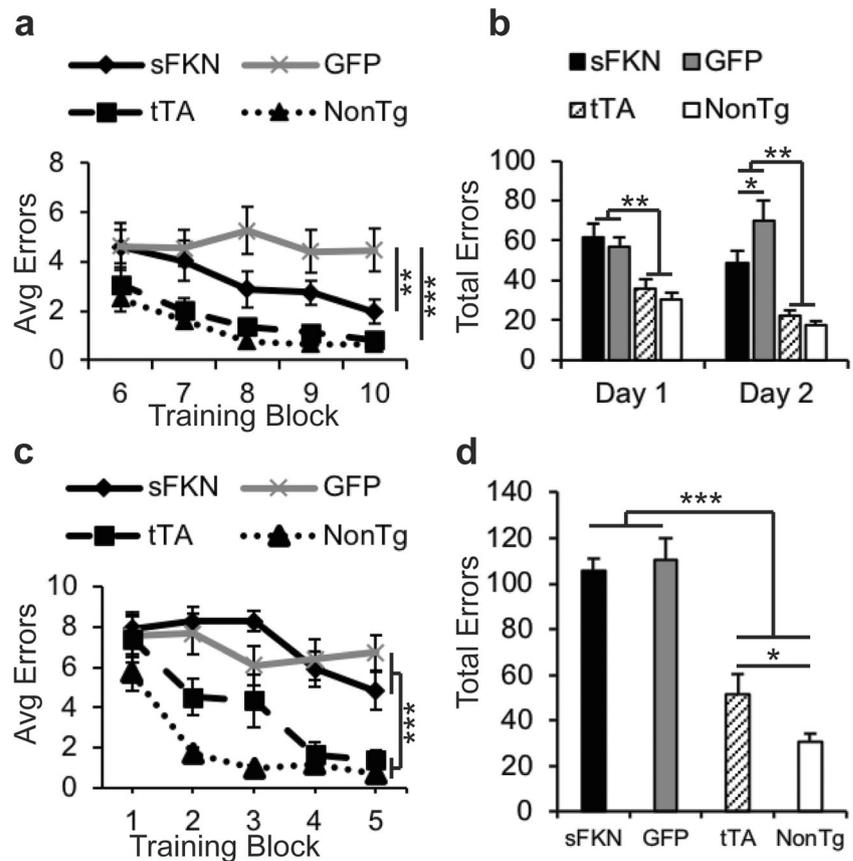 a
sFKN GFP
tTA NonTg
8
6
4
2
0
Avg Errors
**
***
6 7 8 9 10
Training Block
b
sFKN GFP
tTA NonTg
100
80
60
40
20
0
Total Errors
**
**
*
Day 1 Day 2
c
sFKN GFP
tTA NonTg
10
8
6
4
2
0
Avg Errors
***
1 2 3 4 5
Training Block
d
140
120
100
80
60
40
20
0
Total Errors
***
*
sFKN GFP tTA NonTg